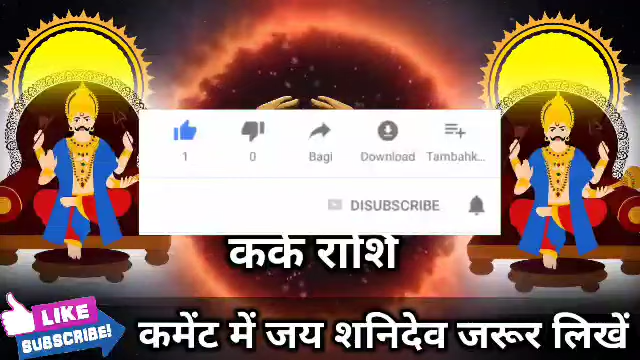 1 0 Bagi Download Tambahk...
DISUBSCRIBE
कर्क राशि
LIKE
SUBSCRIBE!
कमेंट में जय शनिदेव जरूर लिखें